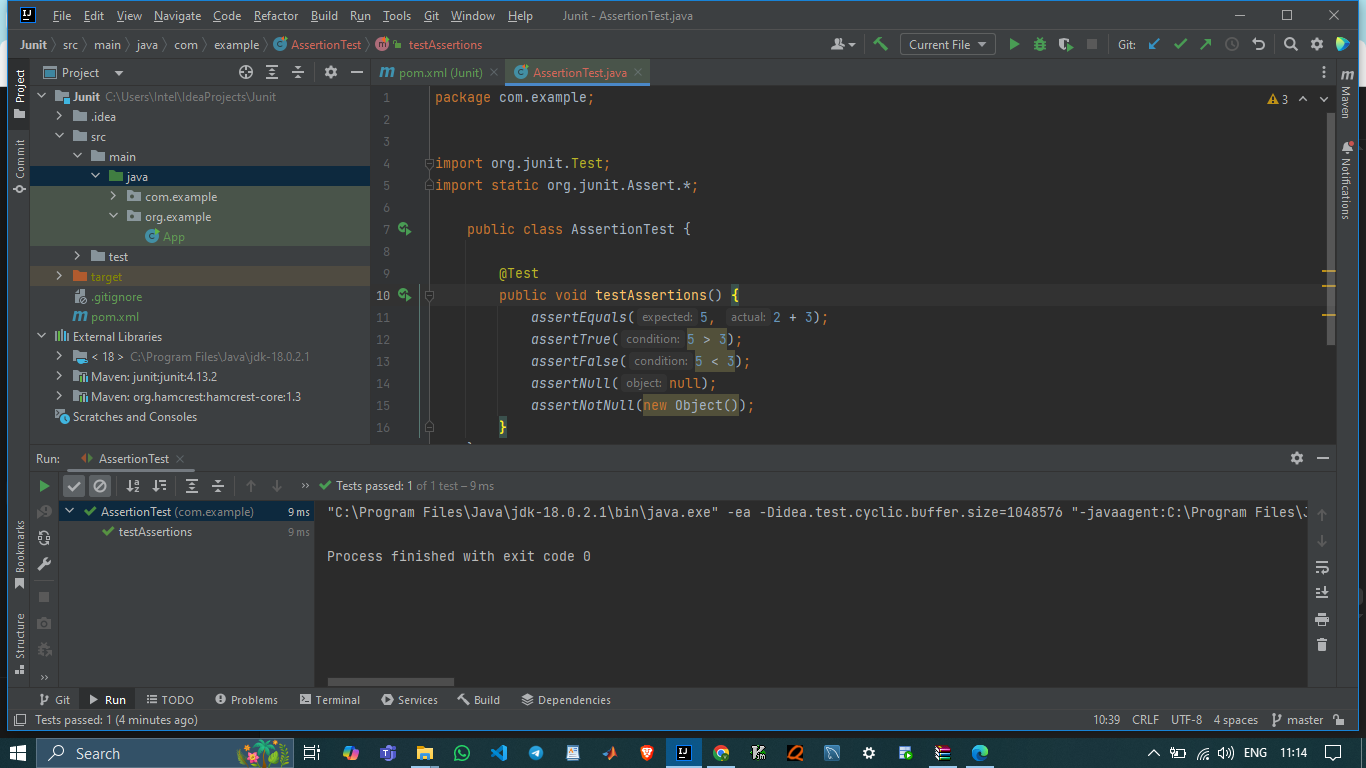 File Edit View Navigate Code Refactor Build Run Tools Git Window Help Junit - AssertionTest.java
Junit src main java com example AssertionTest testAssertions Current File Git:
Project
pom.xml (Junit) AssertionTest.java
Junit C:\Users\Intel\IdeaProjects\Junit
.idea
src
main
java
com.example
org.example
App
test
target
.gitignore
pom.xml
External Libraries
< 18 > C:\Program Files\Java\jdk-18.0.2.1
Maven: junit:junit:4.13.2
Maven: org.hamcrest:hamcrest-core:1.3
Scratches and Consoles
3
1 package com.example;
2
3
4 import org.junit.Test;
5 import static org.junit.Assert.*;
6
7 public class AssertionTest {
8
9 @Test
10 public void testAssertions() {
11 assertEquals( expected: 5, actual: 2 + 3);
12 assertTrue( condition: 5 > 3);
13 assertFalse( condition: 5 < 3);
14 assertNull( object: null);
15 assertNotNull(new Object());
16 }
Project
Commit
Bookmarks
Structure
Maven
Notifications
Run: AssertionTest
Tests passed: 1 of 1 test – 9 ms
AssertionTest (com.example) 9 ms
testAssertions 9 ms
"C:\Program Files\Java\jdk-18.0.2.1\bin\java.exe" -ea -Didea.test.cyclic.buffer.size=1048576 "-javaagent:C:\Program Files\J
Process finished with exit code 0
Git Run TODO Problems Terminal Services Build Dependencies
Tests passed: 1 (4 minutes ago) 10:39 CRLF UTF-8 4 spaces master
Search ENG 11:14